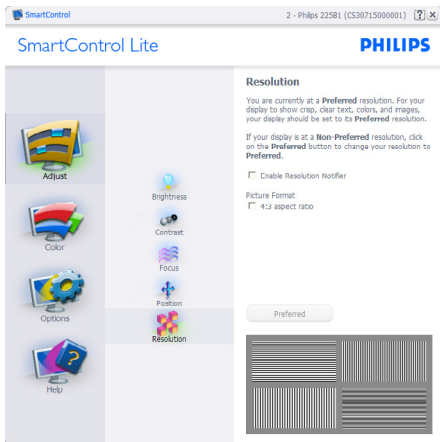 SmartControl
2 - Philips 225B1 (CS30715000001)
SmartControl Lite
PHILIPS
Adjust
Color
Options
Help
Brightness
Contrast
Focus
Position
Resolution
Resolution
You are currently at a Preferred resolution. For your
display to show crisp, clear text, colors, and images,
your display should be set to its Preferred resolution.
If your display is at a Non-Preferred resolution, click
on the Preferred button to change your resolution to
Preferred.
Enable Resolution Notifier
Picture Format
4:3 aspect ratio
Preferred